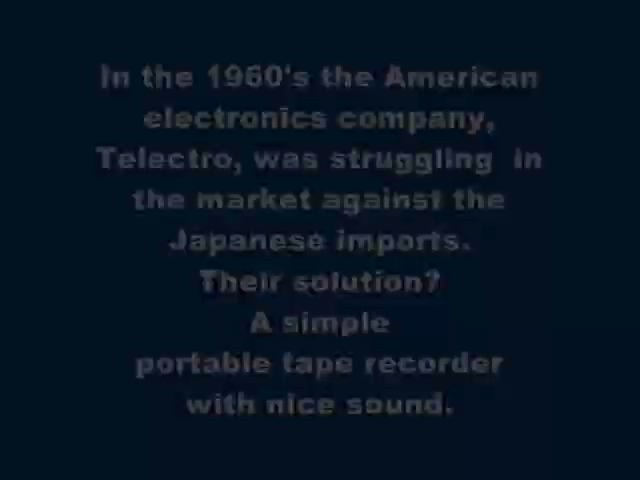 In the 1960's the American
electronics company,
Telectro, was struggling  in
the market against the
Japanese imports.
Their solution?
A simple
portable tape recorder
with nice sound.